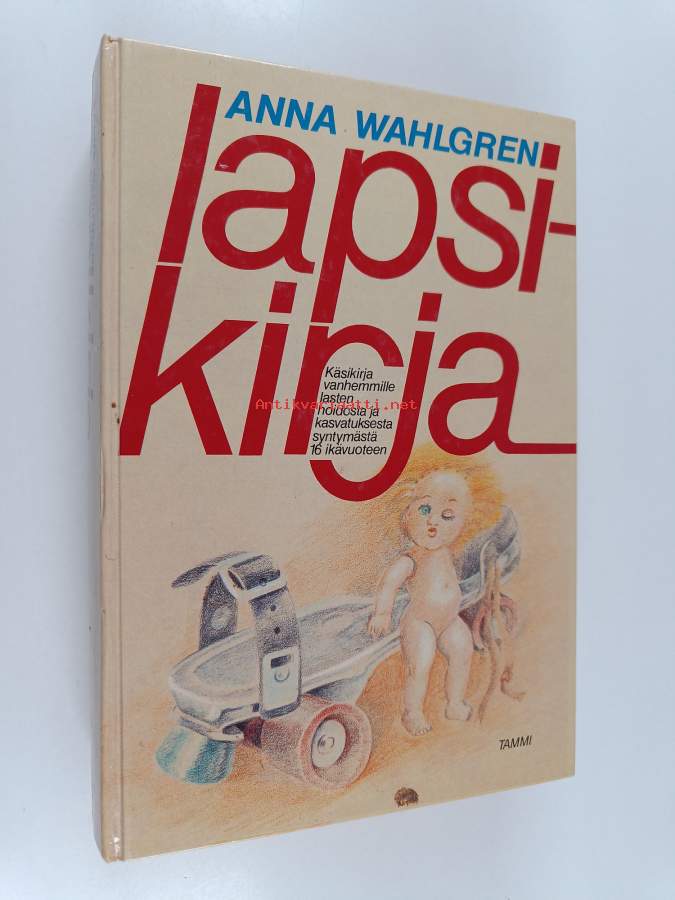 ANNA WAHLGREN
lapsi-
kirja
Käsikirja
vanhemmille
lasten
hoidosta ja
kasvatuksesta
syntymästä
16 ikävuoteen
Antikvariaatti.net
TAMMI